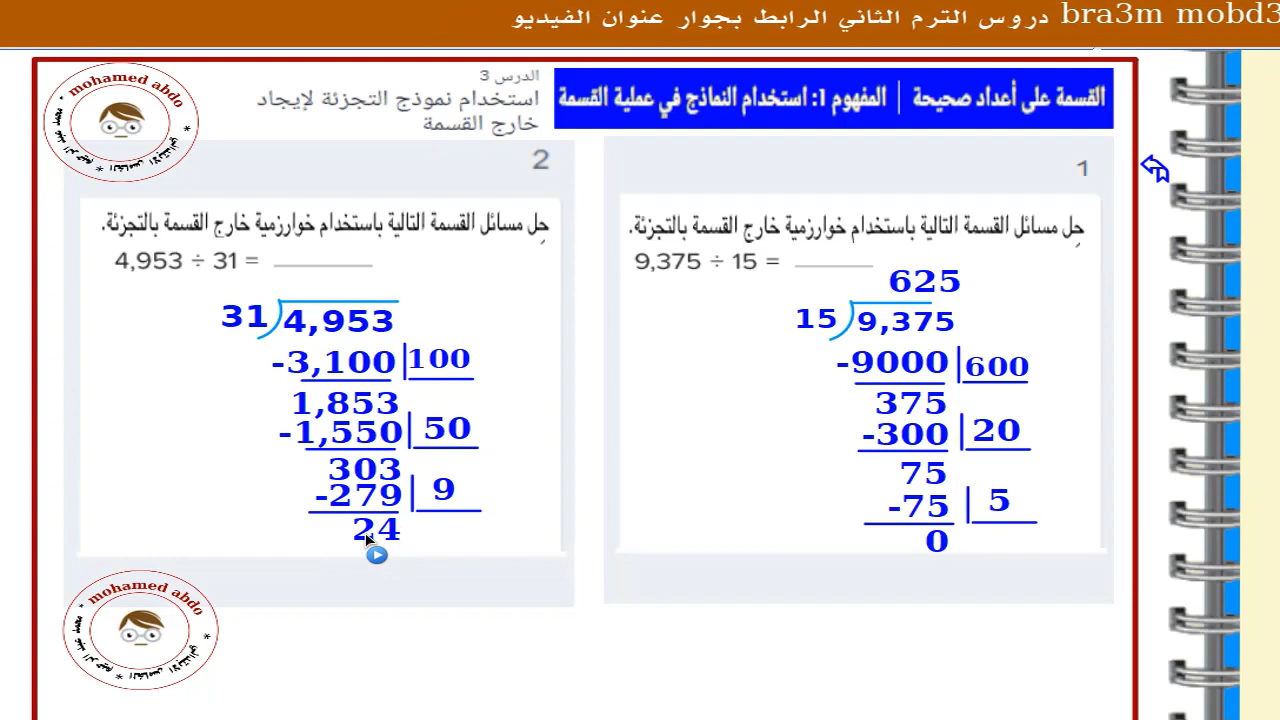 دروس الترم الثاني الرابط بجوار عنوان الفيديو bra3m mobd3
القسمة على أعداد صحيحة | المفهوم 1: استخدام النماذج في عملية القسمة
الدرس 3
استخدام نموذج التجزئة لإيجاد
خارج القسمة
mohamed abdo
1
حل مسائل القسمة التالية باستخدام خوارزمية خارج القسمة بالتجزئة.
9,375 ÷ 15 = ______
625
15 9,375
-9000 600
375
-300 20
75
-75 5
0
2
حل مسائل القسمة التالية باستخدام خوارزمية خارج القسمة بالتجزئة.
4,953 ÷ 31 = ______
31 4,953
-3,100 100
1,853
-1,550 50
303
-279 9
24
mohamed abdo